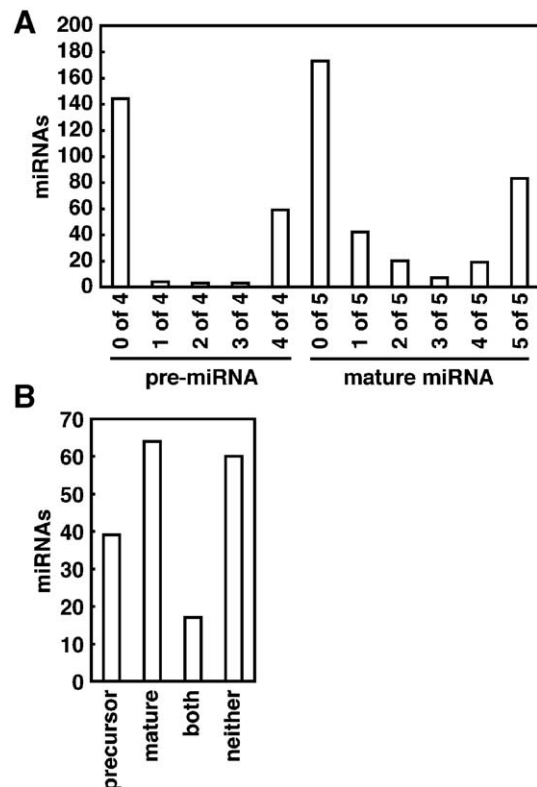 A
200
180
160
140
120
100
80
60
40
20
0
miRNAs
0 of 4
1 of 4
2 of 4
3 of 4
4 of 4
0 of 5
1 of 5
2 of 5
3 of 5
4 of 5
5 of 5
pre-miRNA
mature miRNA
B
70
60
50
40
30
20
10
0
miRNAs
precursor
mature
both
neither